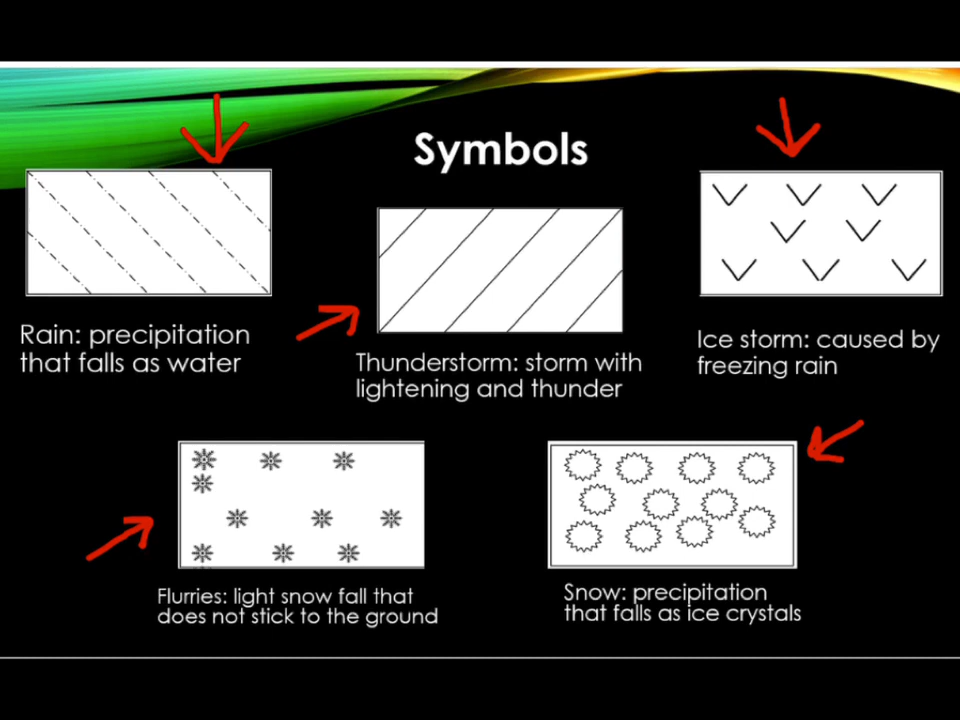 Symbols
Rain: precipitation
that falls as water
Thunderstorm: storm with
lightening and thunder
Ice storm: caused by
freezing rain
Flurries: light snow fall that
does not stick to the ground
Snow: precipitation
that falls as ice crystals